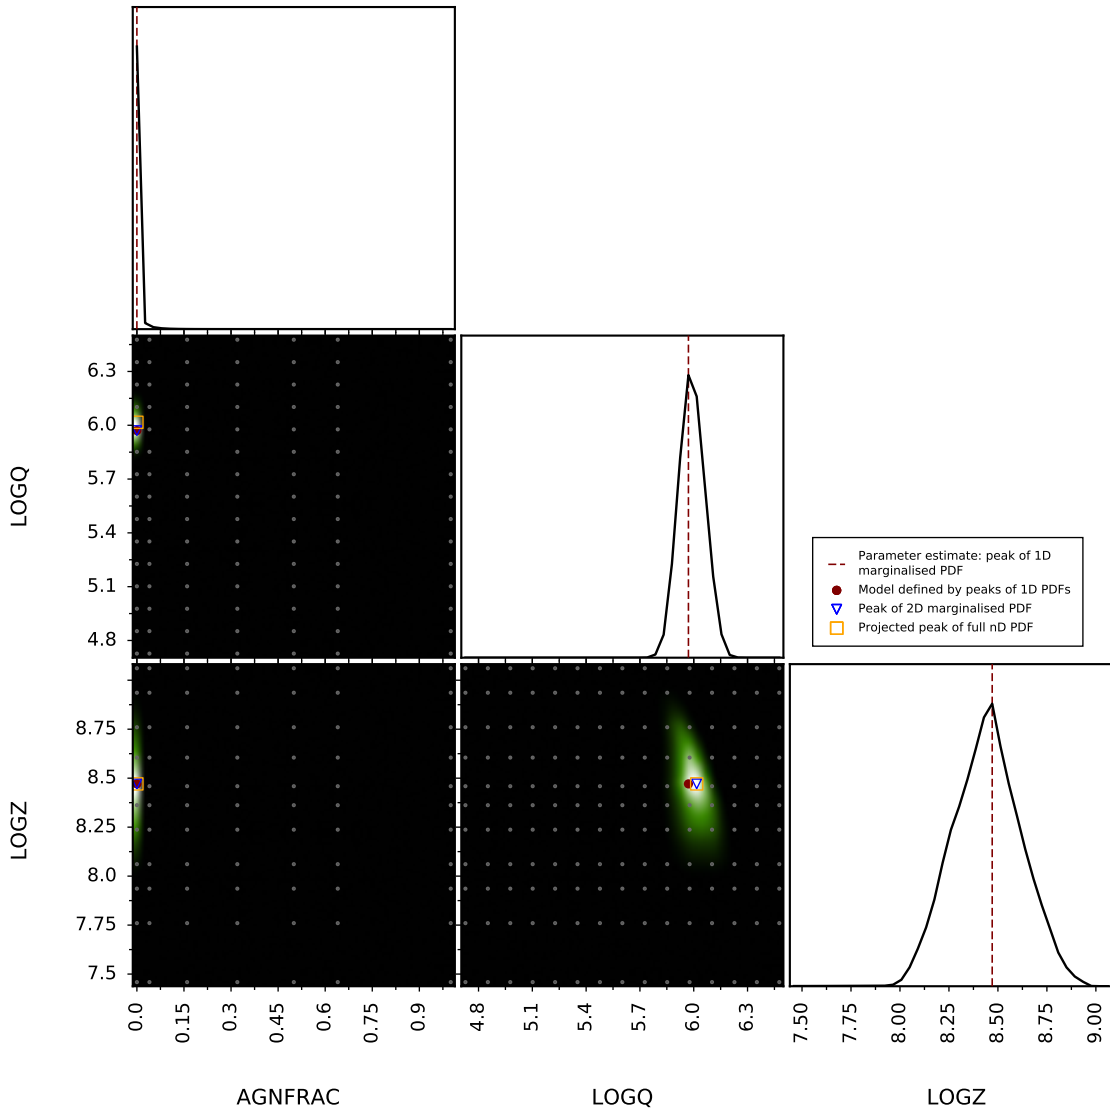 6.3
6.0
5.7
5.4
5.1
4.8
LOGQ
Parameter estimate: peak of 1D
marginalised PDF
Model defined by peaks of 1D PDFs
Peak of 2D marginalised PDF
Projected peak of full nD PDF
8.75
8.5
8.25
8.0
7.75
7.5
LOGZ
0.0 0.15 0.3 0.45 0.6 0.75 0.9
4.8 5.1 5.4 5.7 6.0 6.3
7.50 7.75 8.00 8.25 8.50 8.75 9.00
AGNFRAC LOGQ LOGZ